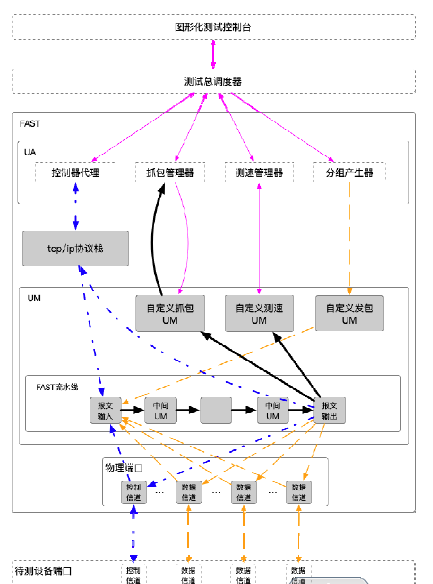 图形化测试控制台
测试总调度器
FAST
UA
控制器代理
抓包管理器
测速管理器
分组产生器
tcp/ip协议栈
UM
自定义抓包
UM
自定义测速
UM
自定义发包
UM
FAST流水线
报文
输入
中间
UM
中间
UM
报文
输出
物理端口
控制
信道
...
数据
信道
...
数据
信道
...
数据
信道
待测设备端口
控制
信道
数据
信道
数据
信道
数据
信道